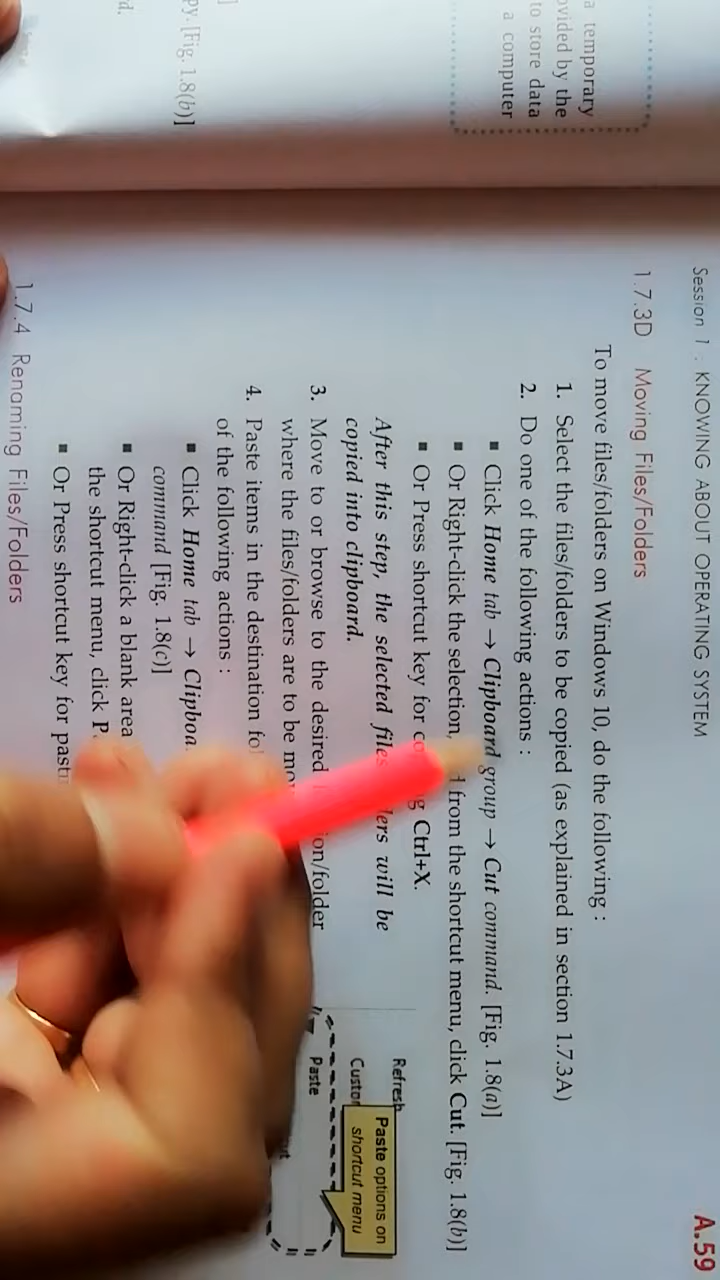 a temporary
ovided by the
to store data
a computer
py. [Fig. 1.8(b)]
Session 1 . KNOWING ABOUT OPERATING SYSTEM
A.59
1.7.3D Moving Files/Folders
To move files/folders on Windows 10, do the following :
1. Select the files/folders to be copied (as explained in section 1.7.3A)
2. Do one of the following actions :
▪ Click Home tab → Clipboard group → Cut command. [Fig. 1.8(a)]
▪ Or Right-click the selection, from the shortcut menu, click Cut. [Fig. 1.8(b)]
▪ Or Press shortcut key for Ctrl+X.
After this step, the selected files will be
copied into clipboard.
3. Move to or browse to the desired
where the files/folders are to be
4. Paste items in the destination
of the following actions :
▪ Click Home tab →
command [Fig. 1.8(c)]
▪ Or Right-click a blank area
the shortcut menu, click
▪ Or Press shortcut key for
Refresh
Paste
Paste options on
shortcut menu
1.7.4 Renaming Files/Folders